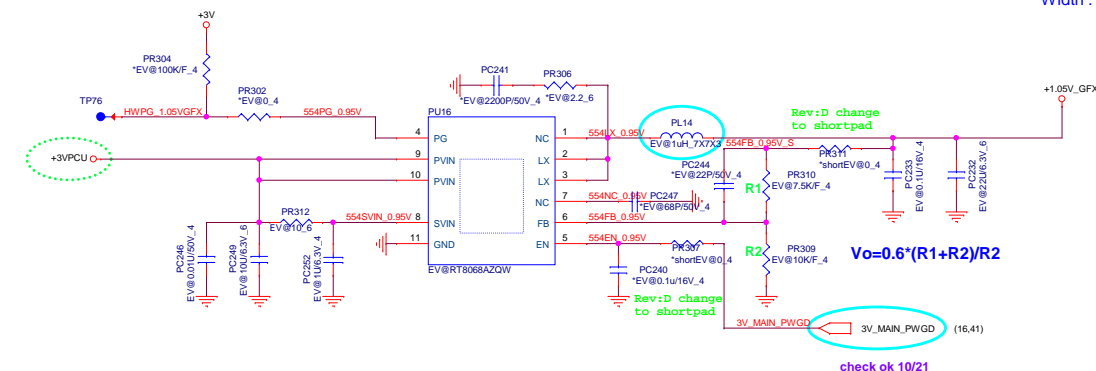 Width :
+3V
PR304
*EV@100K/F_4
PR302
*EV@0_4
TP76
HWPG_1.05VGFX
554PG_0.95V
+3VPCU
PC241
*EV@2200P/50V_4
PR306
*EV@2.2_6
PU16
4
PG
9
PVIN
10
PVIN
8
SVIN
11
GND
NC
1
LX
2
LX
3
NC
7
FB
6
EN
5
EV@RT8068AZQW
PR312
EV@10_6
554SVIN_0.95V
PC246
EV@0.01U/50V_4
PC249
EV@10U/6.3V_6
PC252
EV@1U/6.3V_4
554LX_0.95V
PL14
EV@1uH_7X7X3
554FB_0.95V_S
Rev:D change
to shortpad
PR311
*shortEV@0_4
+1.05V_GFX
PC244
*EV@22P/50V_4
R1
PR310
EV@7.5K/F_4
PC233
EV@0.1U/16V_4
PC232
EV@22U/6.3V_6
554NC_0.95V
PC247
*EV@68P/50V_4
554FB_0.95V
554EN_0.95V
PR307
*shortEV@0_4
R2
PR309
EV@10K/F_4
Vo=0.6*(R1+R2)/R2
PC240
*EV@0.1u/16V_4
Rev:D change
to shortpad
3V_MAIN_PWGD
3V_MAIN_PWGD
(16,41)
check ok 10/21